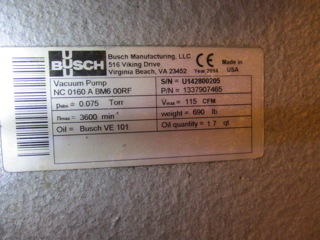 BUSCH
Busch Manufacturing, LLC
516 Viking Drive
Virginia Beach, VA 23452
CE
Year 2014
Made in
USA
Vacuum Pump
NC 0160 A BM6 00RF
S/N U142800205
P/N = 1337907465
pabs = 0.075 Torr
Vmax = 115 CFM
nmax = 3600 min⁻
weight = 690 lb
Oil = Busch VE 101
Oil quantity = 1.7 qt